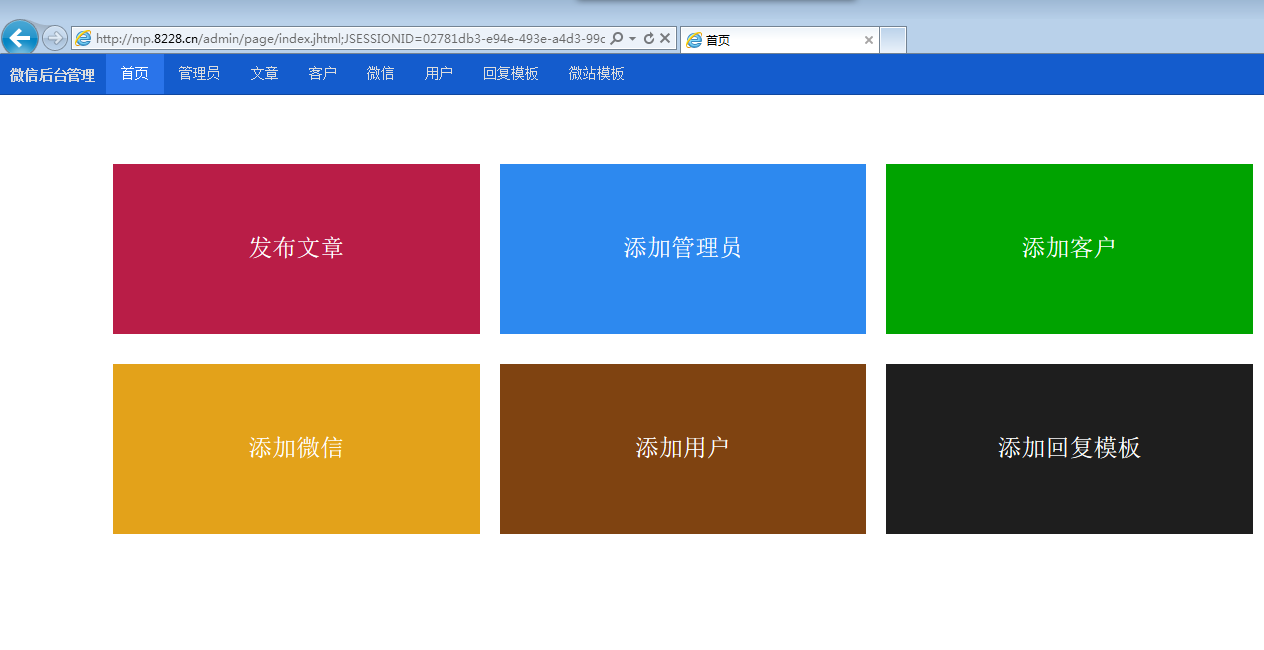 http://mp.8228.cn/admin/page/index.jhtml;JSESSIONID=02781db3-e94e-493e-a4d3-99c
首页
微信后台管理 首页 管理员 文章 客户 微信 用户 回复模板 微站模板
发布文章 添加管理员 添加客户
添加微信 添加用户 添加回复模板